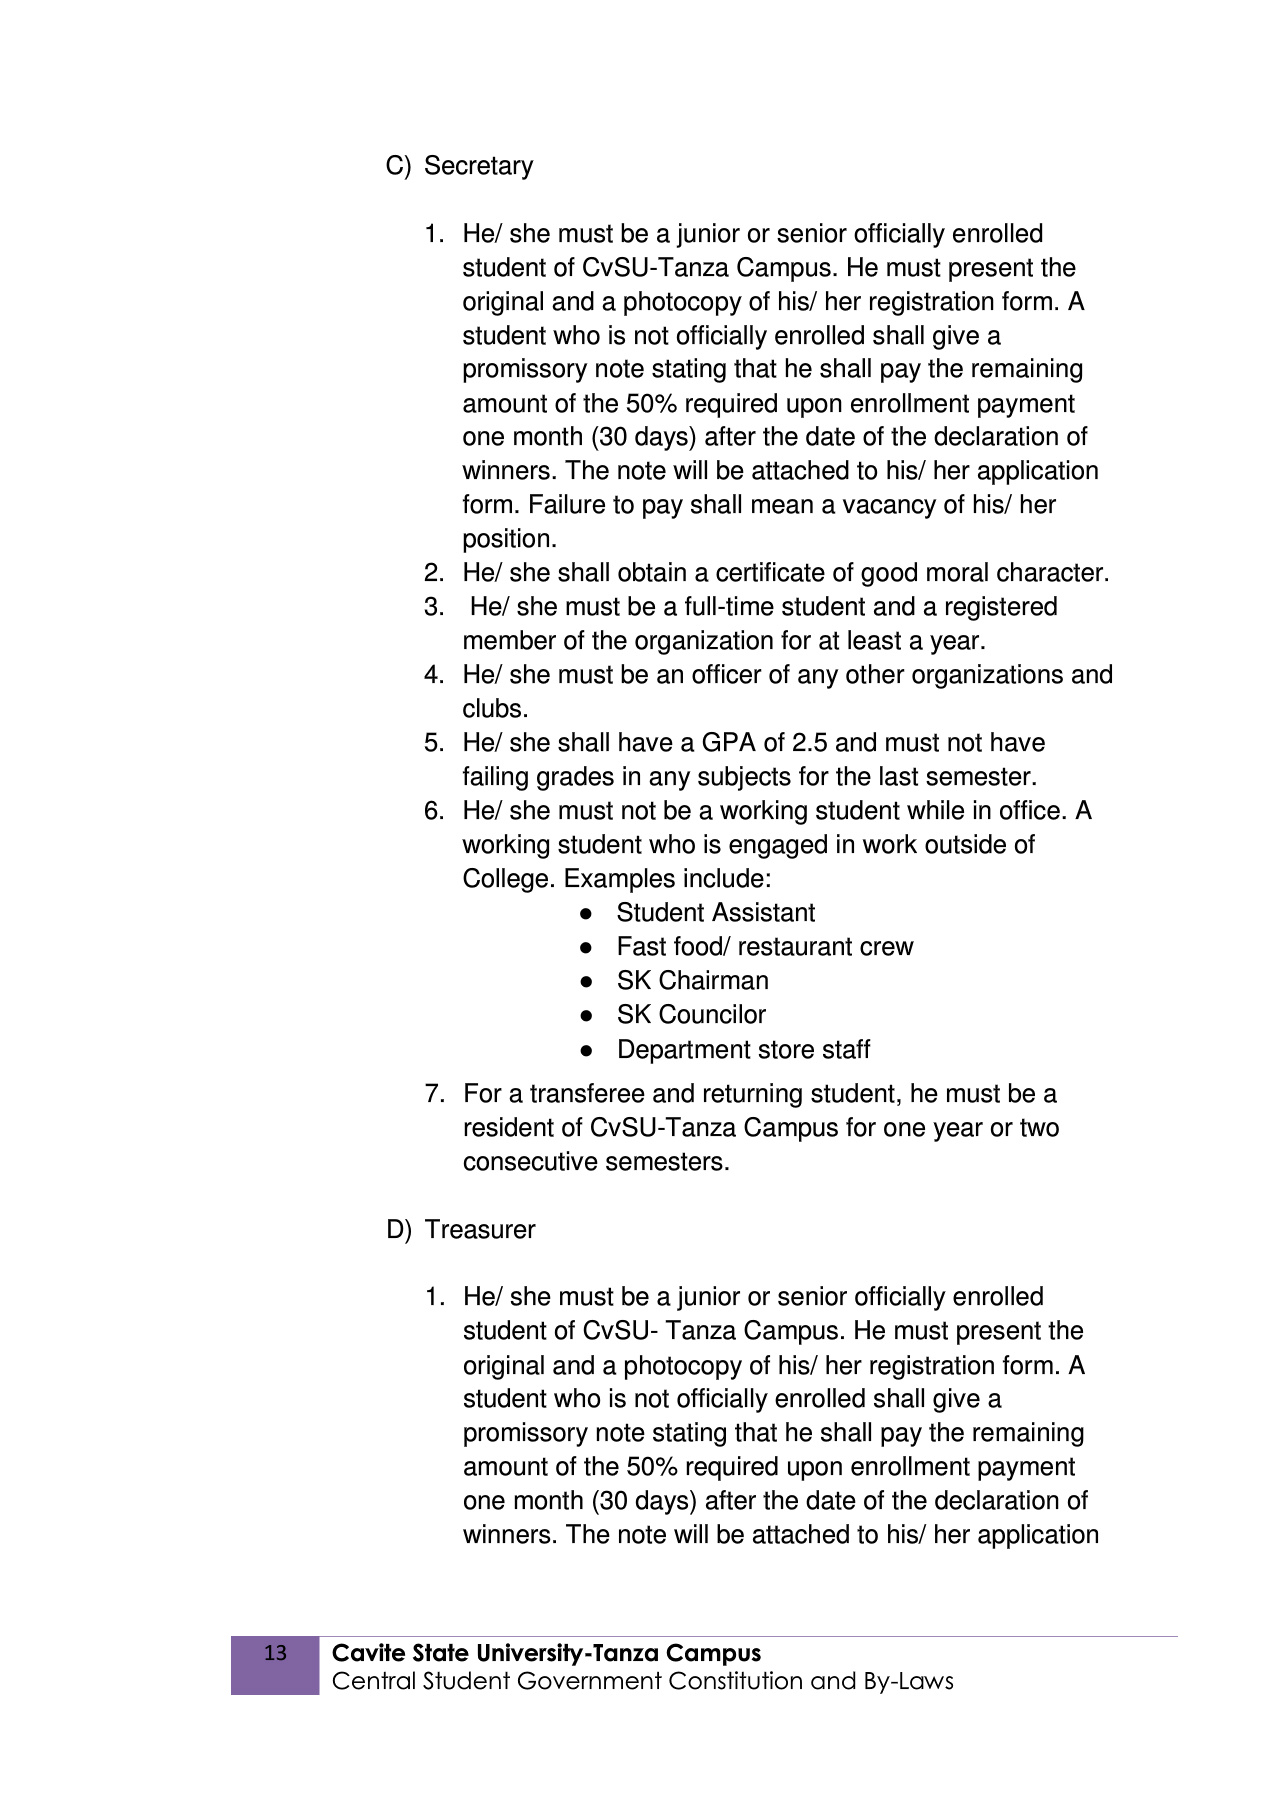 C) Secretary
1. He/ she must be a junior or senior officially enrolled
student of CvSU-Tanza Campus. He must present the
original and a photocopy of his/ her registration form. A
student who is not officially enrolled shall give a
promissory note stating that he shall pay the remaining
amount of the 50% required upon enrollment payment
one month (30 days) after the date of the declaration of
winners. The note will be attached to his/ her application
form. Failure to pay shall mean a vacancy of his/ her
position.
2. He/ she shall obtain a certificate of good moral character.
3. He/ she must be a full-time student and a registered
member of the organization for at least a year.
4. He/ she must be an officer of any other organizations and
clubs.
5. He/ she shall have a GPA of 2.5 and must not have
failing grades in any subjects for the last semester.
6. He/ she must not be a working student while in office. A
working student who is engaged in work outside of
College. Examples include:
● Student Assistant
● Fast food/ restaurant crew
● SK Chairman
● SK Councilor
● Department store staff
7. For a transferee and returning student, he must be a
resident of CvSU-Tanza Campus for one year or two
consecutive semesters.
D) Treasurer
1. He/ she must be a junior or senior officially enrolled
student of CvSU- Tanza Campus. He must present the
original and a photocopy of his/ her registration form. A
student who is not officially enrolled shall give a
promissory note stating that he shall pay the remaining
amount of the 50% required upon enrollment payment
one month (30 days) after the date of the declaration of
winners. The note will be attached to his/ her application
13 Cavite State University-Tanza Campus
Central Student Government Constitution and By-Laws